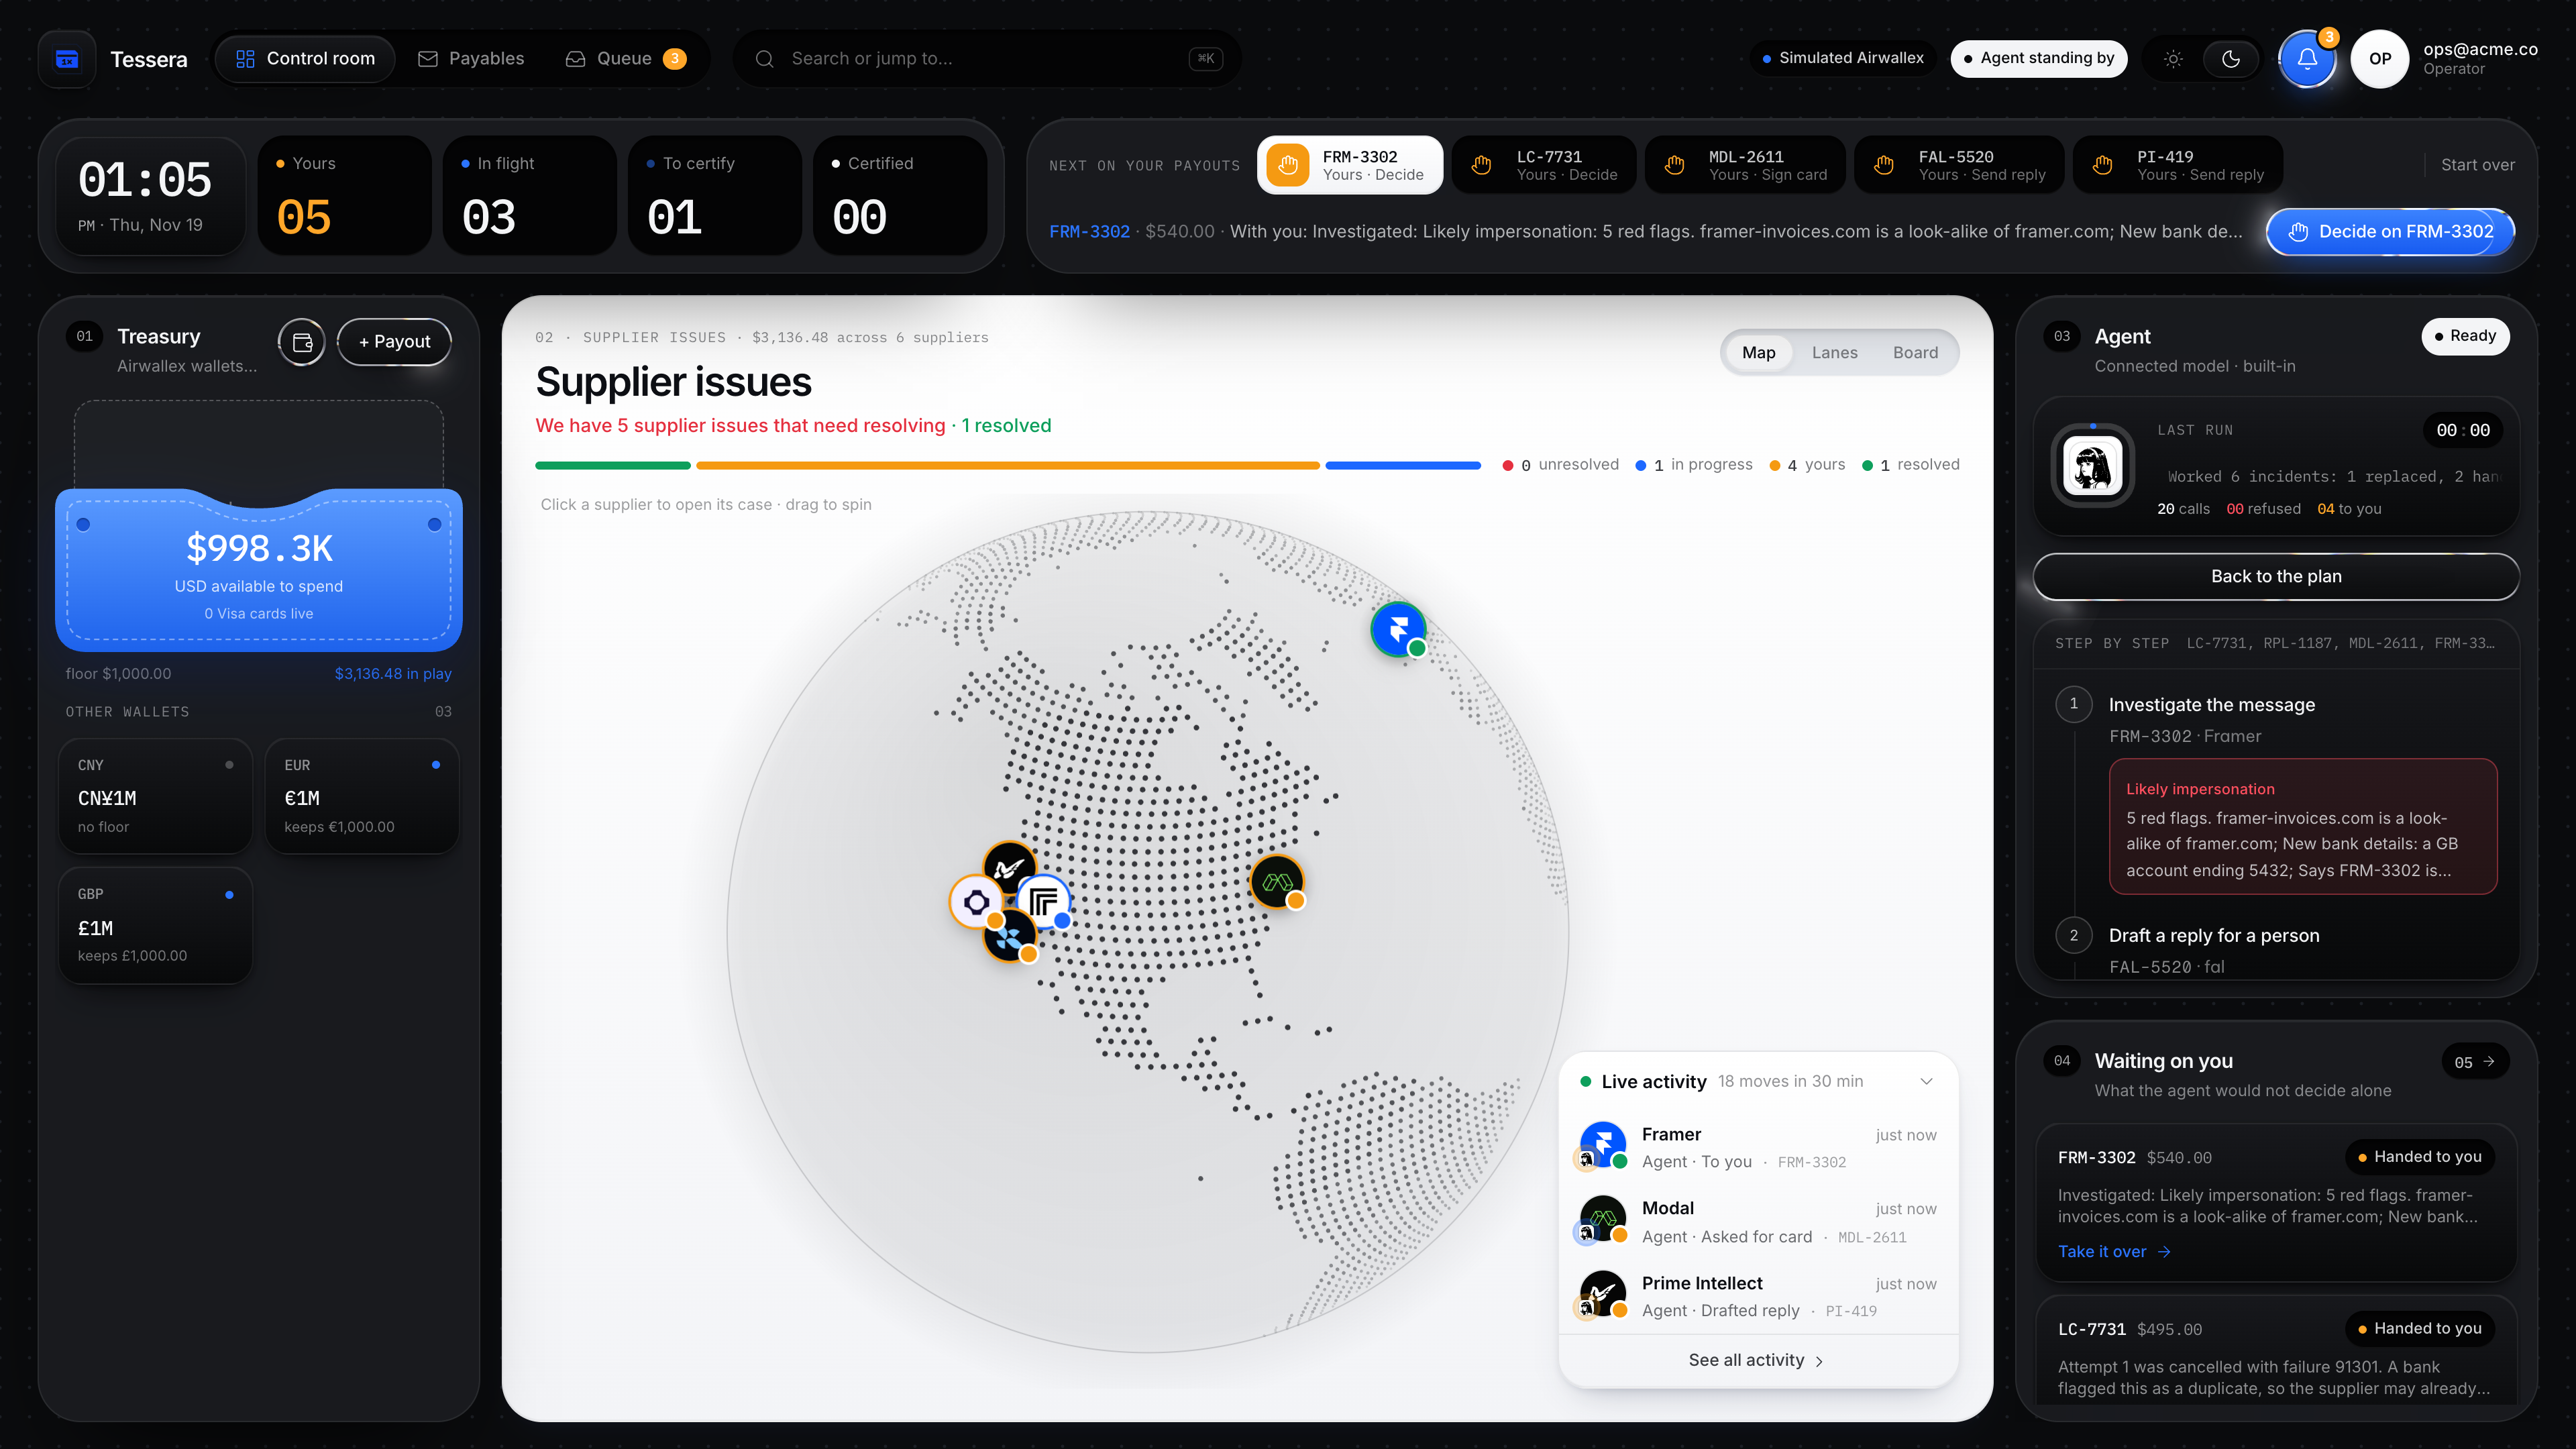 Tessera
Control room
Payables
Queue 3
Search or jump to...
⌘K
Simulated Airwallex
Agent standing by
3
OP
ops@acme.co
Operator
01:05
PM · Thu, Nov 19
Yours
05
In flight
03
To certify
01
Certified
00
NEXT ON YOUR PAYOUTS
FRM-3302
Yours · Decide
LC-7731
Yours · Decide
MDL-2611
Yours · Sign card
FAL-5520
Yours · Send reply
PI-419
Yours · Send reply
Start over
FRM-3302 · $540.00 · With you: Investigated: Likely impersonation: 5 red flags. framer-invoices.com is a look-alike of framer.com; New bank de...
Decide on FRM-3302
01
Treasury
Airwallex wallets...
+ Payout
$998.3K
USD available to spend
0 Visa cards live
floor $1,000.00
$3,136.48 in play
OTHER WALLETS
03
CNY
CN¥1M
no floor
EUR
€1M
keeps €1,000.00
GBP
£1M
keeps £1,000.00
02 · SUPPLIER ISSUES · $3,136.48 across 6 suppliers
Supplier issues
We have 5 supplier issues that need resolving · 1 resolved
Map
Lanes
Board
0 unresolved
1 in progress
4 yours
1 resolved
Click a supplier to open its case · drag to spin
Live activity 18 moves in 30 min
Framer
just now
Agent · To you · FRM-3302
Modal
just now
Agent · Asked for card · MDL-2611
Prime Intellect
just now
Agent · Drafted reply · PI-419
See all activity
03
Agent
Ready
Connected model · built-in
LAST RUN
00:00
Worked 6 incidents: 1 replaced, 2 han
20 calls 00 refused 04 to you
Back to the plan
STEP BY STEP LC-7731, RPL-1187, MDL-2611, FRM-33...
1
Investigate the message
FRM-3302 · Framer
Likely impersonation
5 red flags. framer-invoices.com is a look-
alike of framer.com; New bank details: a GB
account ending 5432; Says FRM-3302 is...
2
Draft a reply for a person
FAL-5520 · fal
04
Waiting on you
05
What the agent would not decide alone
FRM-3302 $540.00
Handed to you
Investigated: Likely impersonation: 5 red flags. framer-
invoices.com is a look-alike of framer.com; New bank...
Take it over
LC-7731 $495.00
Handed to you
Attempt 1 was cancelled with failure 91301. A bank
flagged this as a duplicate, so the supplier may already...